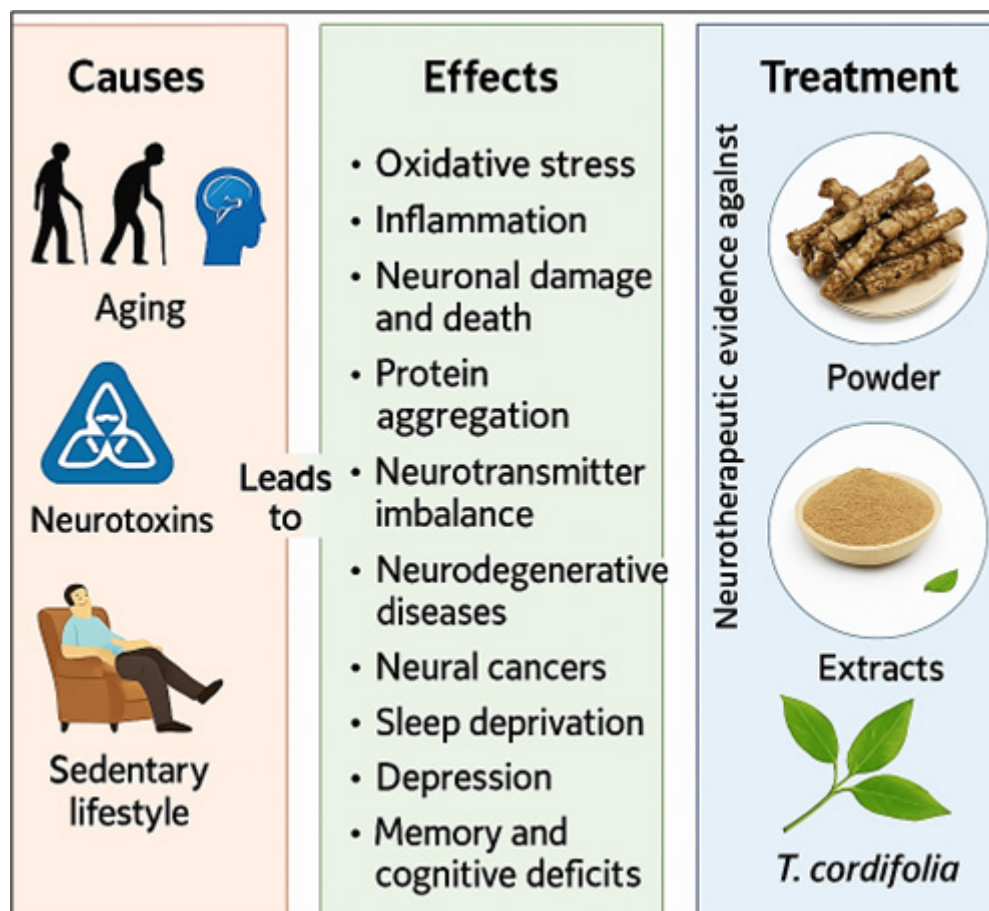 Causes
Aging
Neurotoxins
Sedentary
lifestyle
Leads
to
Effects
• Oxidative stress
• Inflammation
• Neuronal damage
and death
• Protein
aggregation
• Neurotransmitter
imbalance
• Neurodegenerative
diseases
• Neural cancers
• Sleep deprivation
• Depression
• Memory and
cognitive deficits
Neurotherapeutic evidence against
Treatment
Powder
Extracts
T. cordifolia